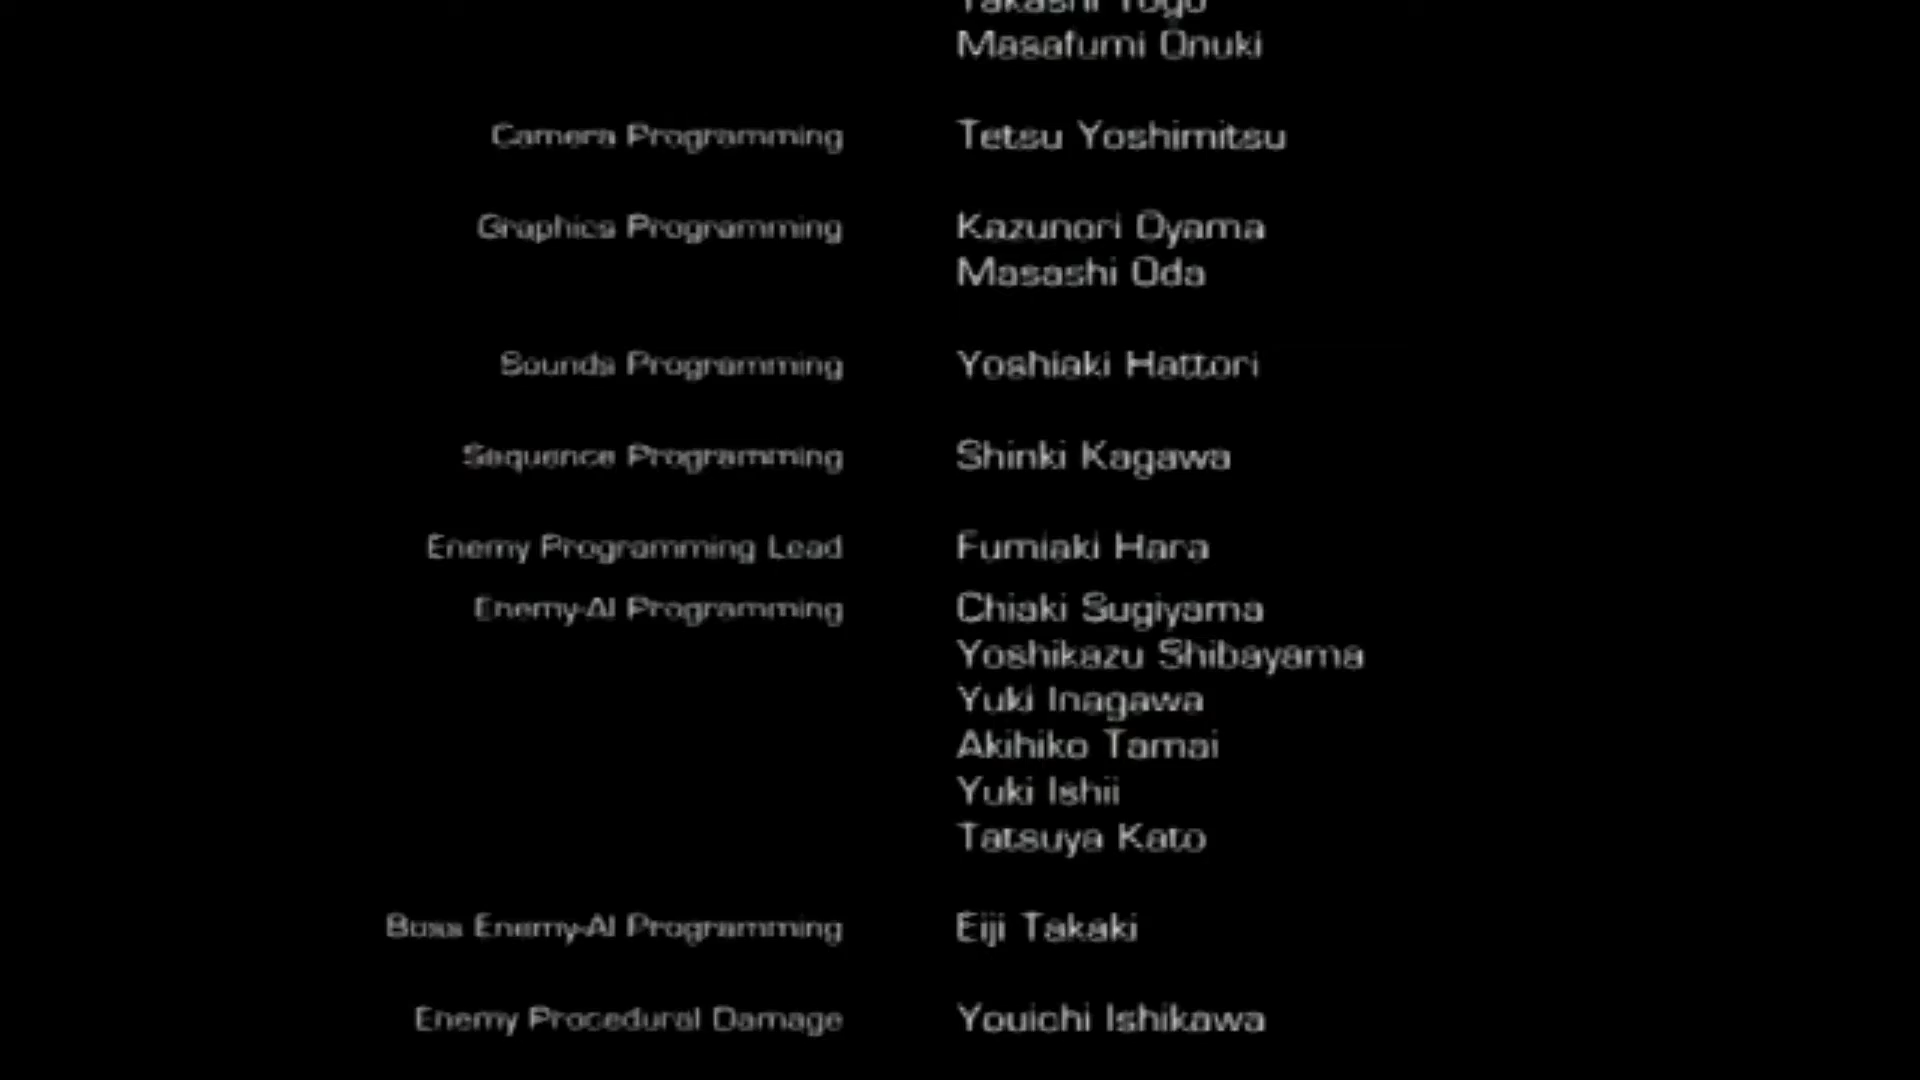 Takashi Togo
Masafumi Onuki
Camera Programming Tetsu Yoshimitsu
Graphics Programming Kazunori Oyama
Masashi Oda
Sounds Programming Yoshiaki Hattori
Sequence Programming Shinki Kagawa
Enemy Programming Lead Fumiaki Hara
Enemy-AI Programming Chiaki Sugiyama
Yoshikazu Shibayama
Yuki Inagawa
Akihiko Tamai
Yuki Ishii
Tatsuya Kato
Boss Enemy-AI Programming Eiji Takaki
Enemy Procedural Damage Youichi Ishikawa